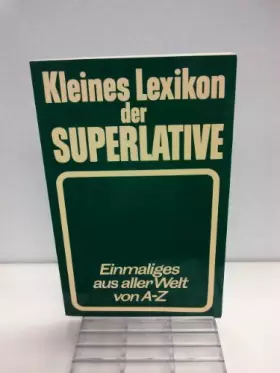 Kleines Lexikon
der
SUPERLATIVE
Einmaliges
aus aller Welt
von A-Z